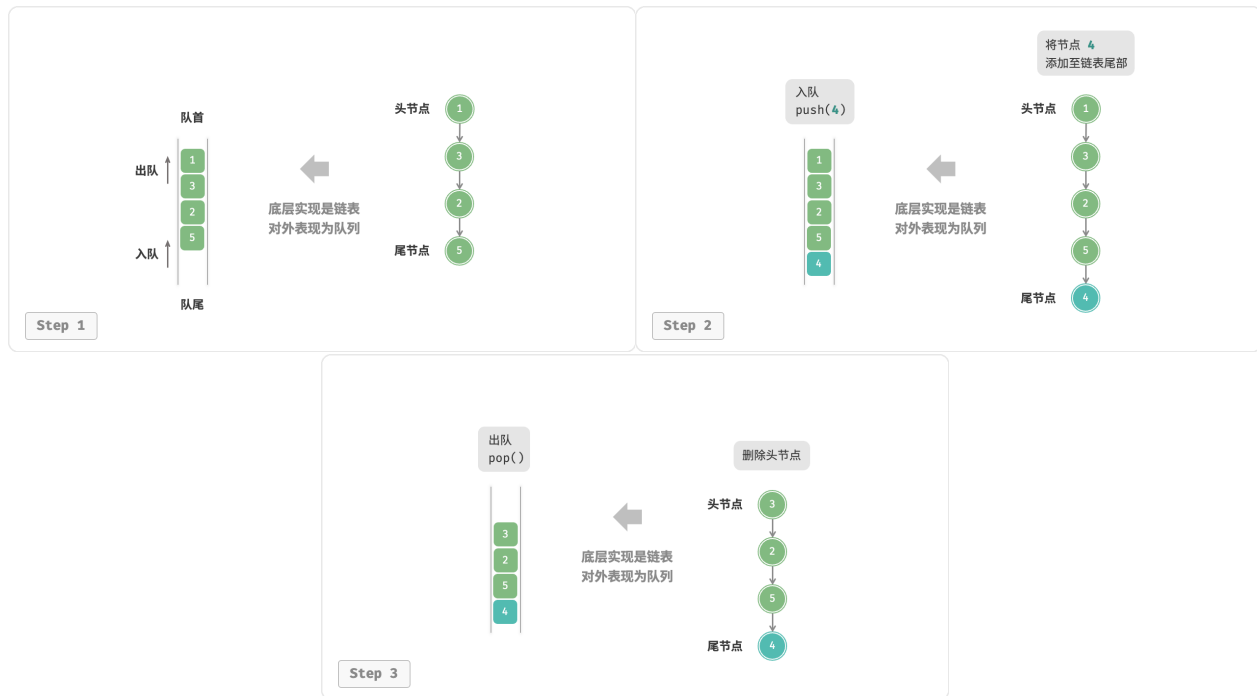 队首
出队
1
3
2
5
入队
队尾
底层实现是链表
对外表现为队列
头节点
1
3
2
尾节点
5
Step 1
入队
push(4)
1
3
2
5
4
底层实现是链表
对外表现为队列
将节点 4
添加至链表尾部
头节点
1
3
2
5
尾节点
4
Step 2
出队
pop()
3
2
5
4
底层实现是链表
对外表现为队列
删除头节点
头节点
3
2
5
尾节点
4
Step 3